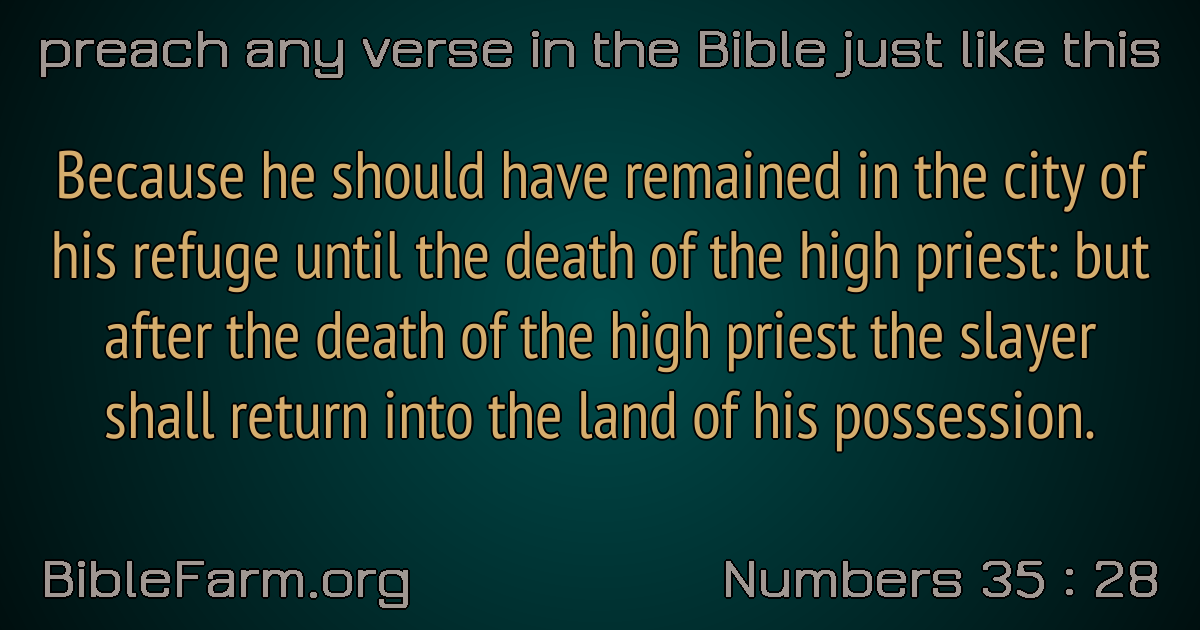 preach any verse in the Bible just like this
Because he should have remained in the city of
his refuge until the death of the high priest: but
after the death of the high priest the slayer
shall return into the land of his possession.
BibleFarm.org
Numbers 35 : 28